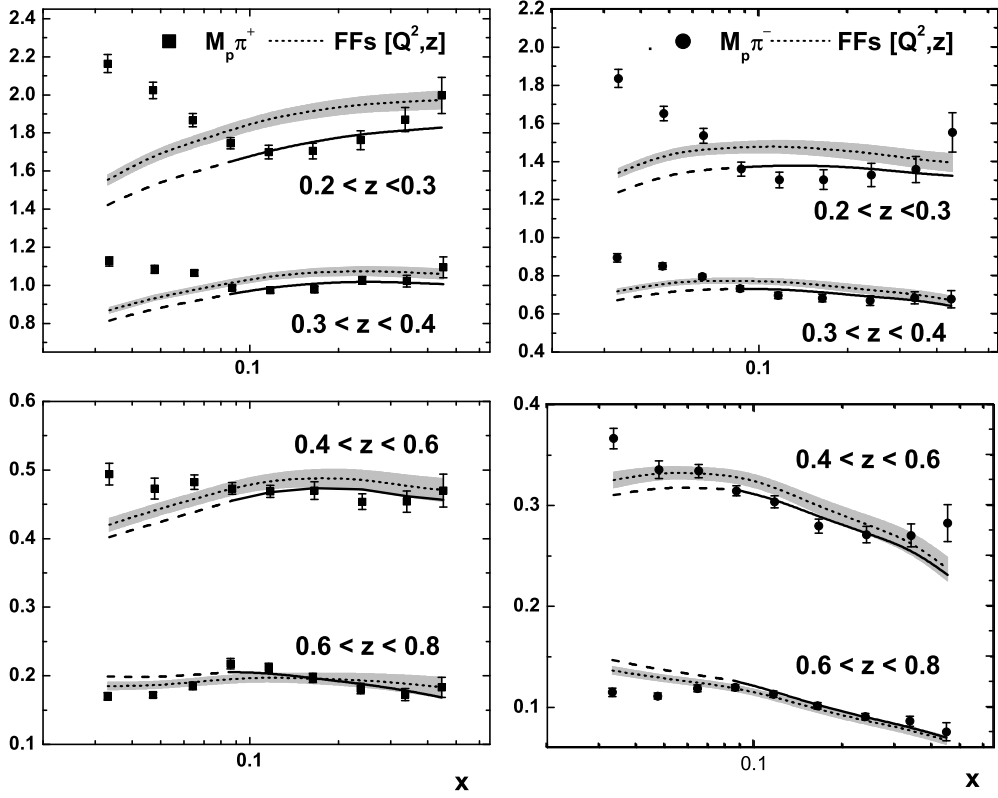 2.4
2.2
2.0
1.8
1.6
1.4
1.2
1.0
0.8
M_p π^+ FFs [Q²,z]
0.2 < z <0.3
0.3 < z < 0.4
0.1
2.2
2.0
1.8
1.6
1.4
1.2
1.0
0.8
0.6
0.4
M_p π^- FFs [Q²,z]
0.2 < z <0.3
0.3 < z < 0.4
0.1
0.6
0.5
0.4
0.3
0.2
0.1
0.4 < z < 0.6
0.6 < z < 0.8
0.1
x
0.4
0.3
0.2
0.1
0.4 < z < 0.6
0.6 < z < 0.8
0.1
x